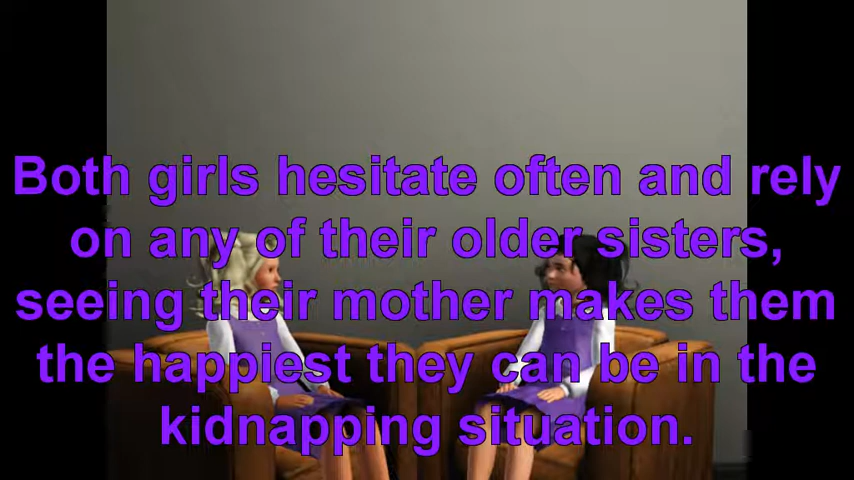 Both girls hesitate often and rely
on any of their older sisters,
seeing their mother makes them
the happiest they can be in the
kidnapping situation.